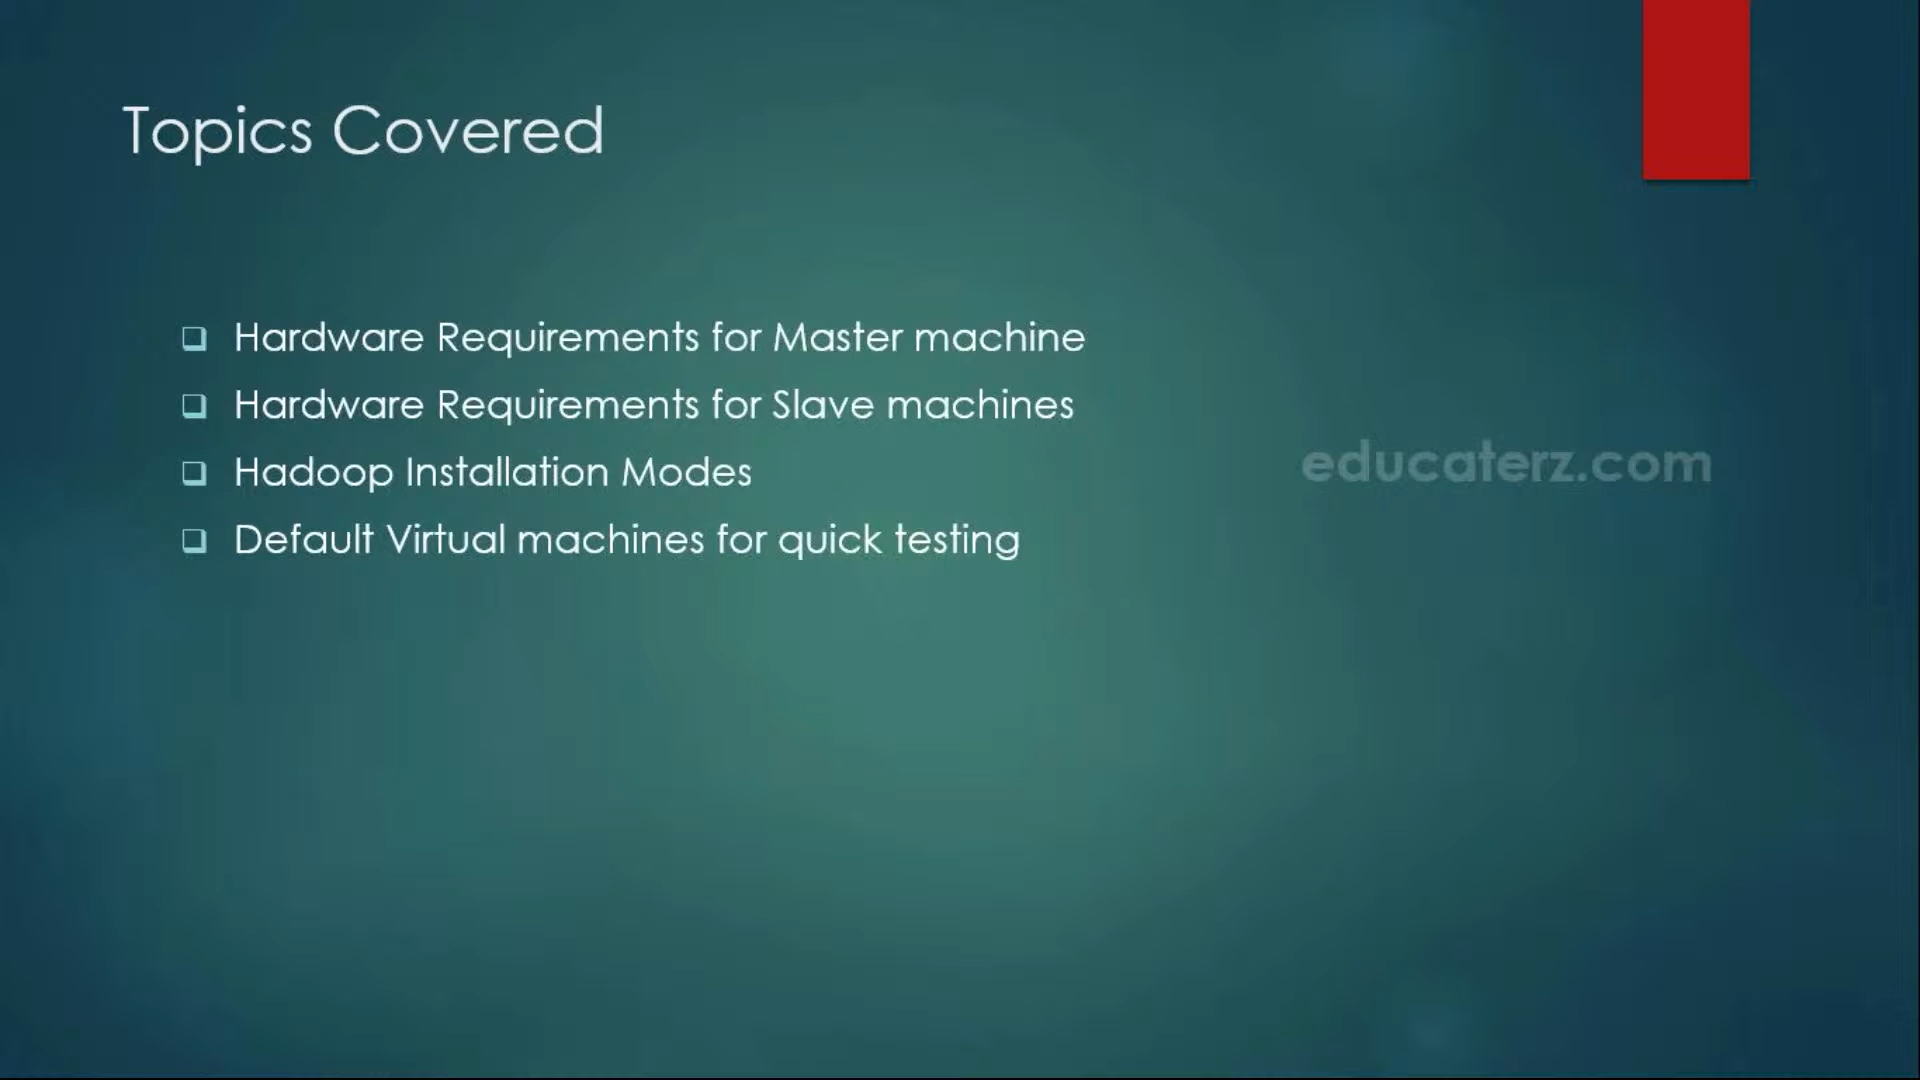 Topics Covered
Hardware Requirements for Master machine
Hardware Requirements for Slave machines
Hadoop Installation Modes
Default Virtual machines for quick testing
educaterz.com